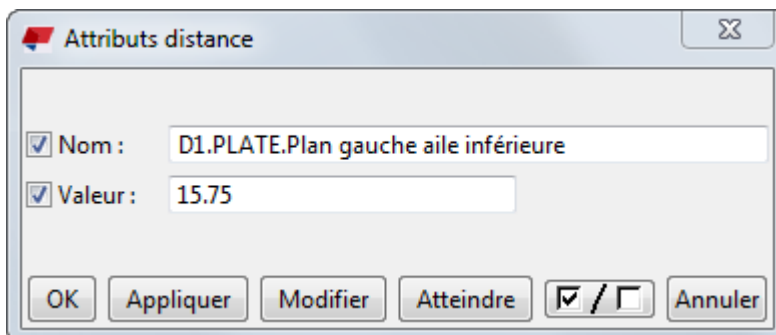 Attributs distance
Nom : D1.PLATE.Plan gauche aile inférieure
Valeur : 15.75
OK Appliquer Modifier Atteindre / Annuler